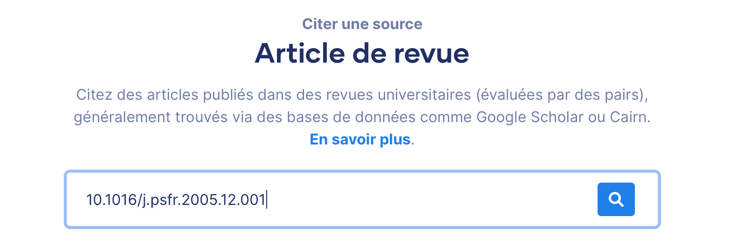 Citer une source
Article de revue
Citez des articles publiés dans des revues universitaires (évaluées par des pairs),
généralement trouvés via des bases de données comme Google Scholar ou Cairn.
En savoir plus.
10.1016/j.psfr.2005.12.001